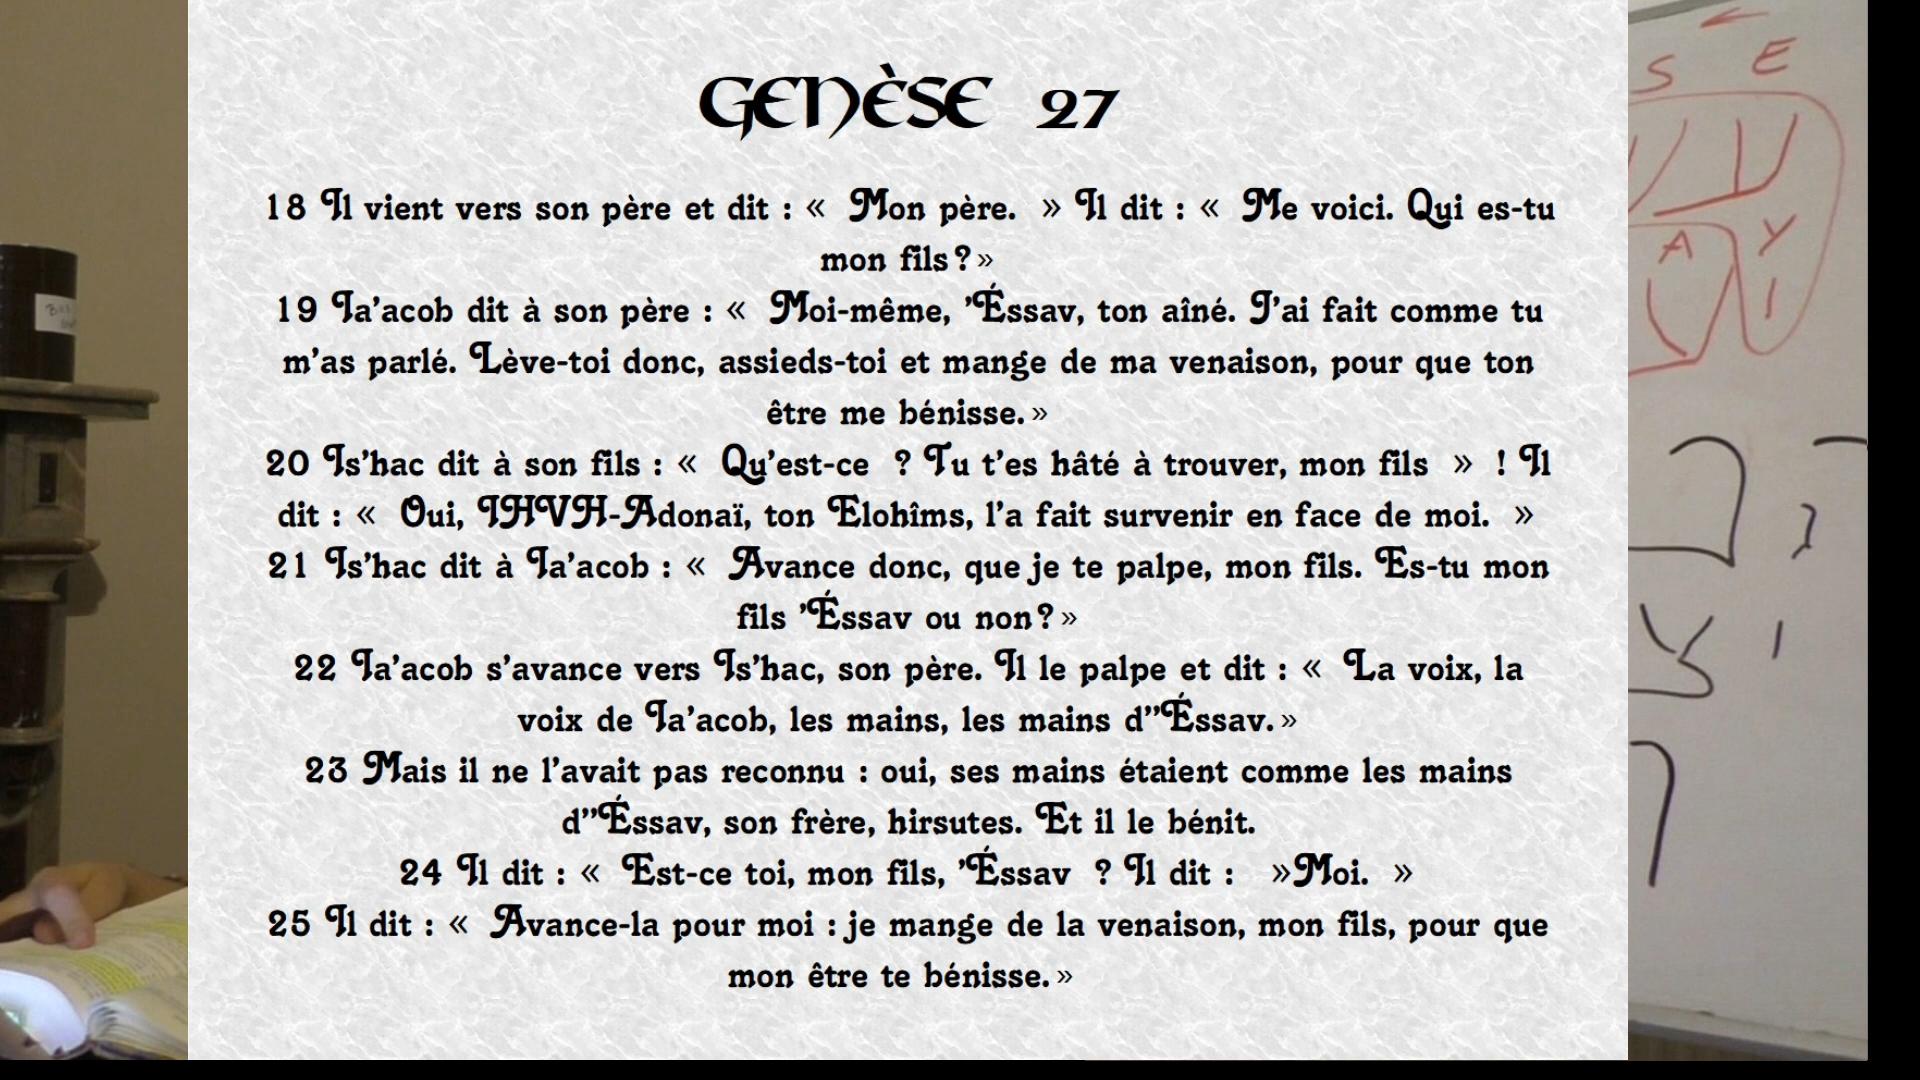 GENÈSE 27
18 Il vient vers son père et dit : « Mon père. » Il dit : « Me voici. Qui es-tu
mon fils ? »
19 Ia’acob dit à son père : « Moi-même, ’Éssav, ton aîné. J’ai fait comme tu
m’as parlé. Lève-toi donc, assieds-toi et mange de ma venaison, pour que ton
être me bénisse. »
20 Is’hac dit à son fils : « Qu’est-ce ? Tu t’es hâté à trouver, mon fils » ! Il
dit : « Oui, IHVH-Adonaï, ton Elohîms, l’a fait survenir en face de moi. »
21 Is’hac dit à Ia’acob : « Avance donc, que je te palpe, mon fils. Es-tu mon
fils ’Éssav ou non ? »
22 Ia’acob s’avance vers Is’hac, son père. Il le palpe et dit : « La voix, la
voix de Ia’acob, les mains, les mains d’’Éssav. »
23 Mais il ne l’avait pas reconnu : oui, ses mains étaient comme les mains
d’’Éssav, son frère, hirsutes. Et il le bénit.
24 Il dit : « Est-ce toi, mon fils, ’Éssav ? Il dit : »Moi. »
25 Il dit : « Avance-la pour moi : je mange de la venaison, mon fils, pour que
mon être te bénisse. »
S E
A Y